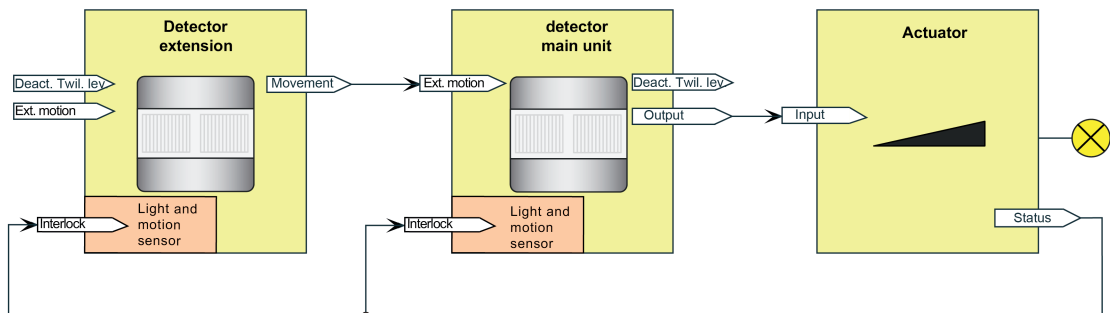 Detector
extension
Deact. Twil. lev
Ext. motion
Movement
Interlock
Light and
motion
sensor
detector
main unit
Ext. motion
Deact. Twil. lev
Output
Interlock
Light and
motion
sensor
Actuator
Input
Status